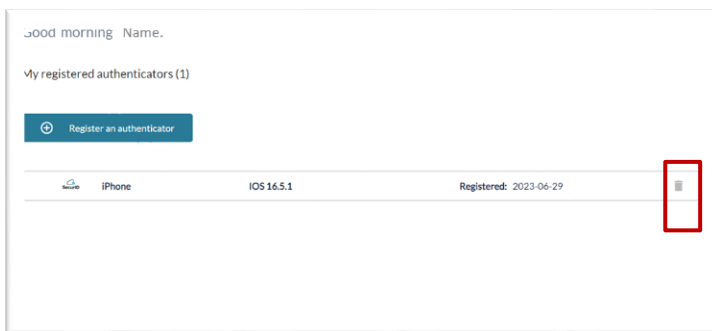 Good morning Name.
My registered authenticators (1)
Register an authenticator
SecurID iPhone IOS 16.5.1 Registered: 2023-06-29